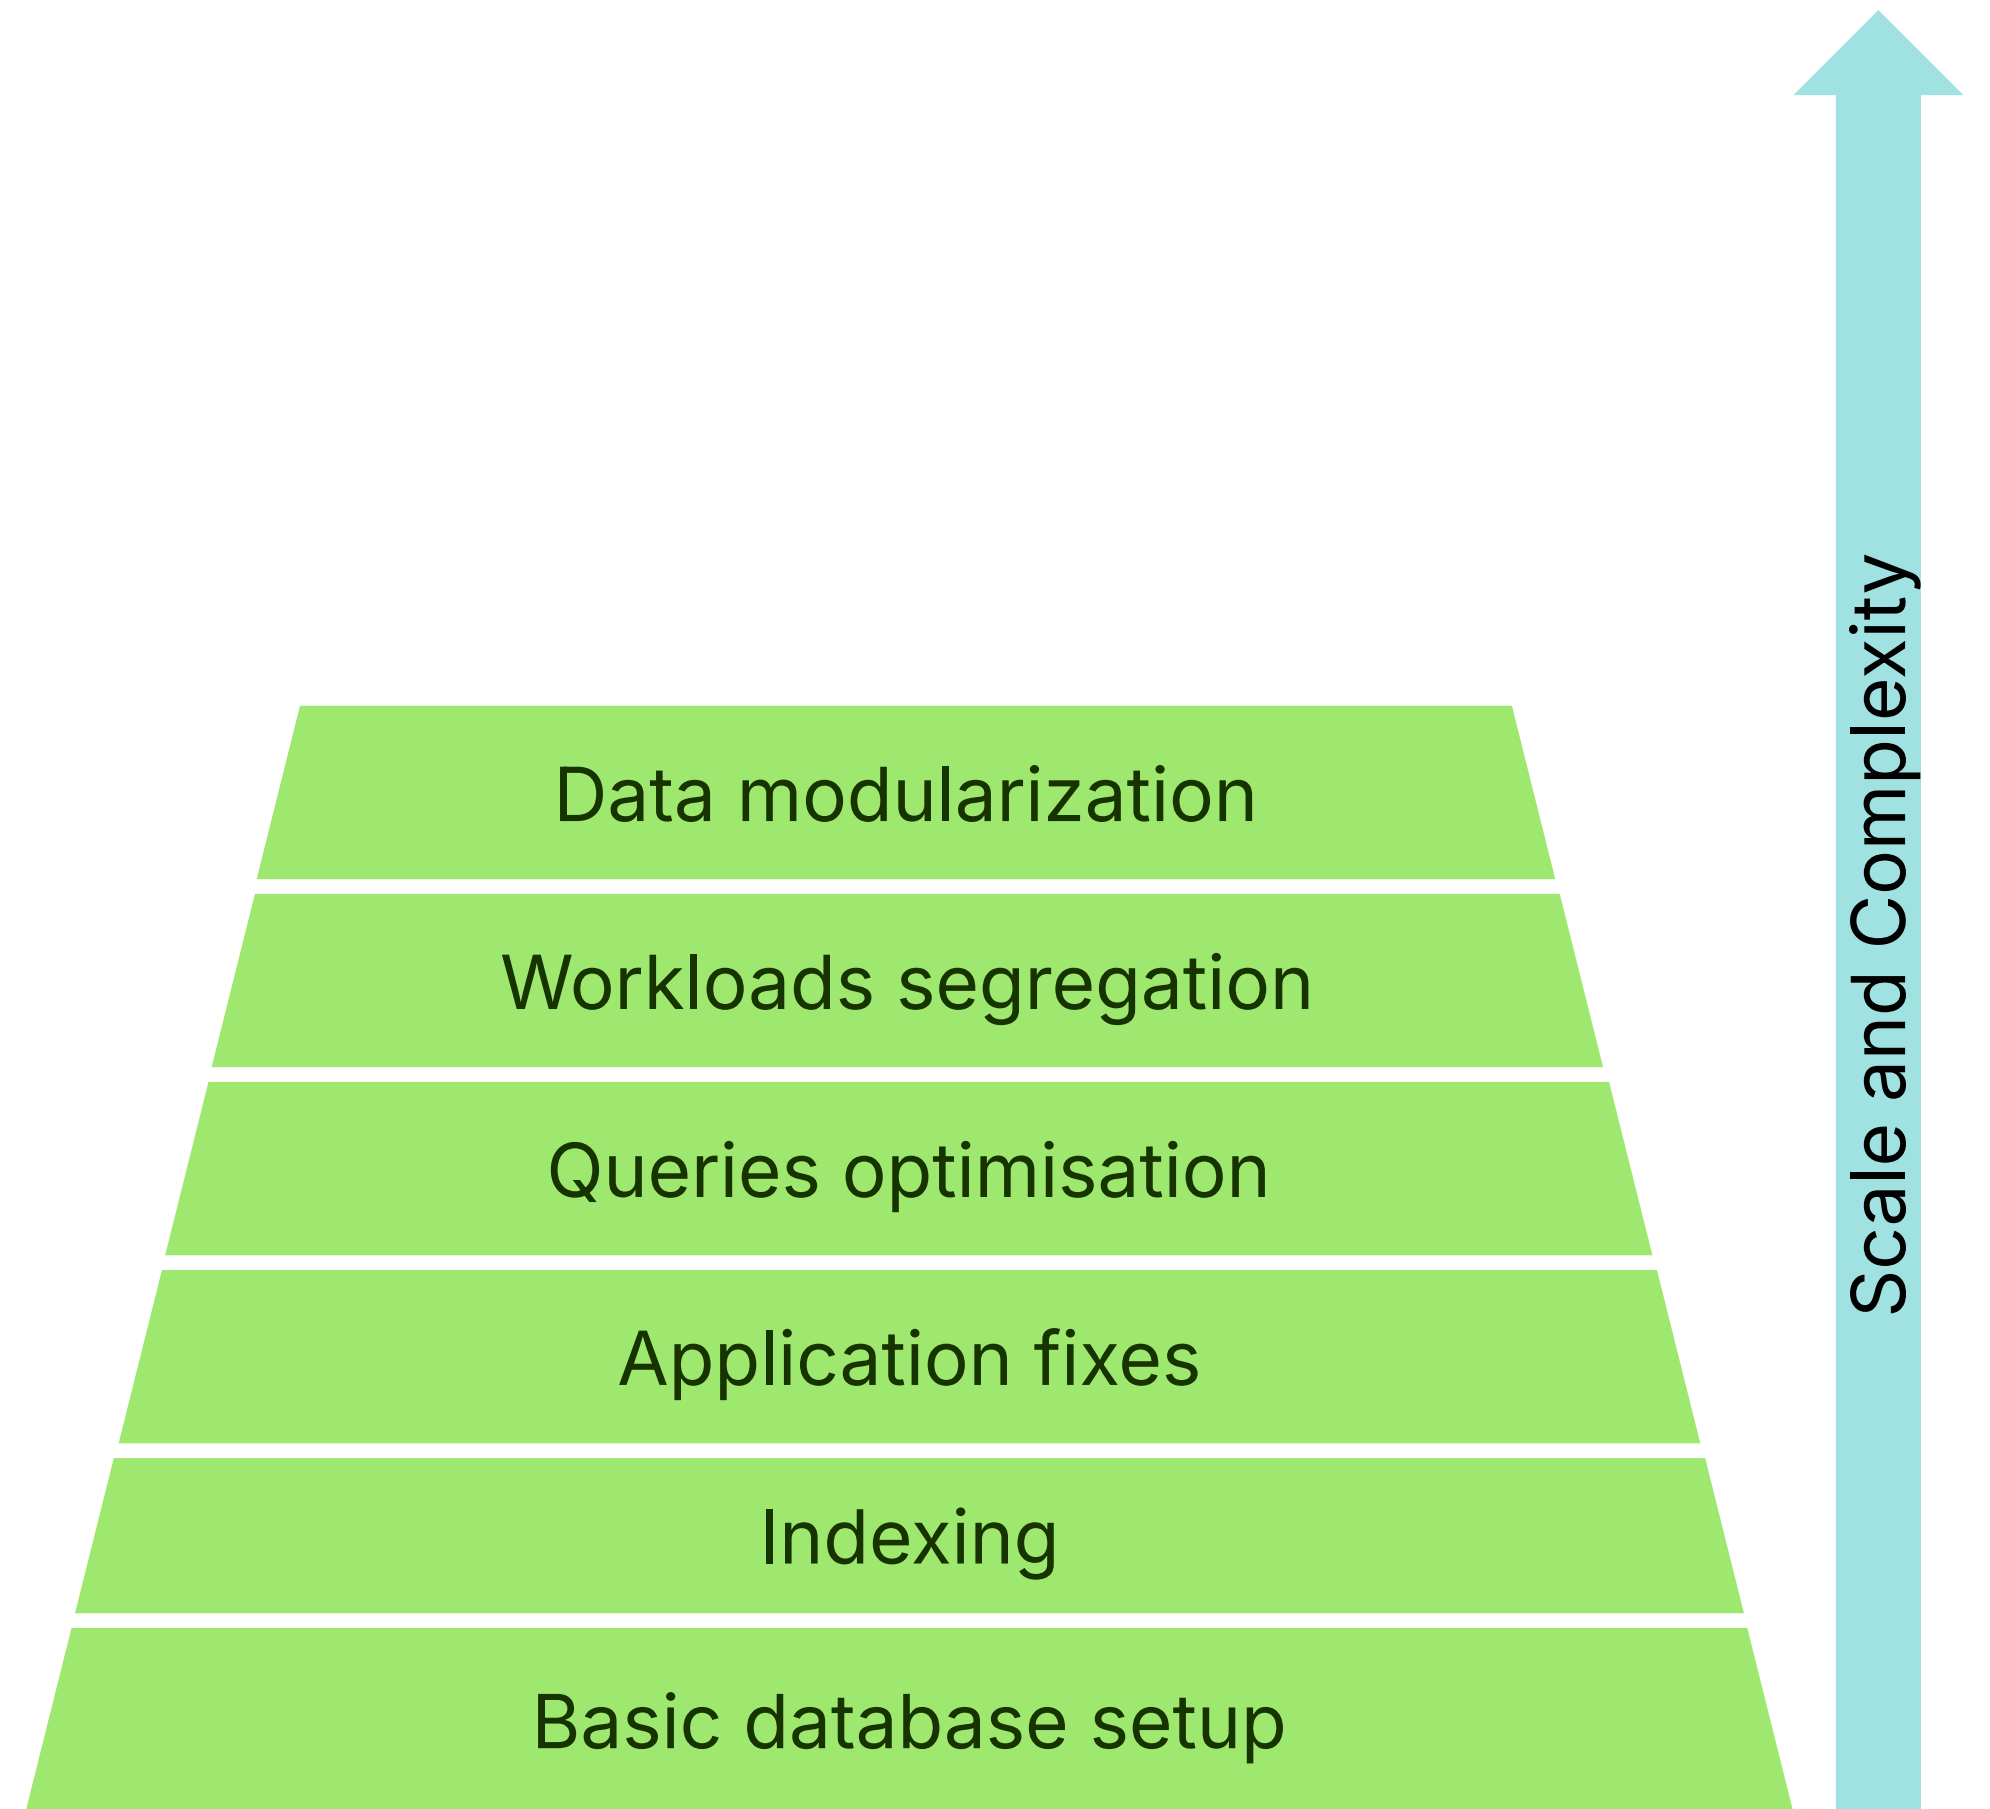 Data modularization
Workloads segregation
Queries optimisation
Application fixes
Indexing
Basic database setup
Scale and Complexity